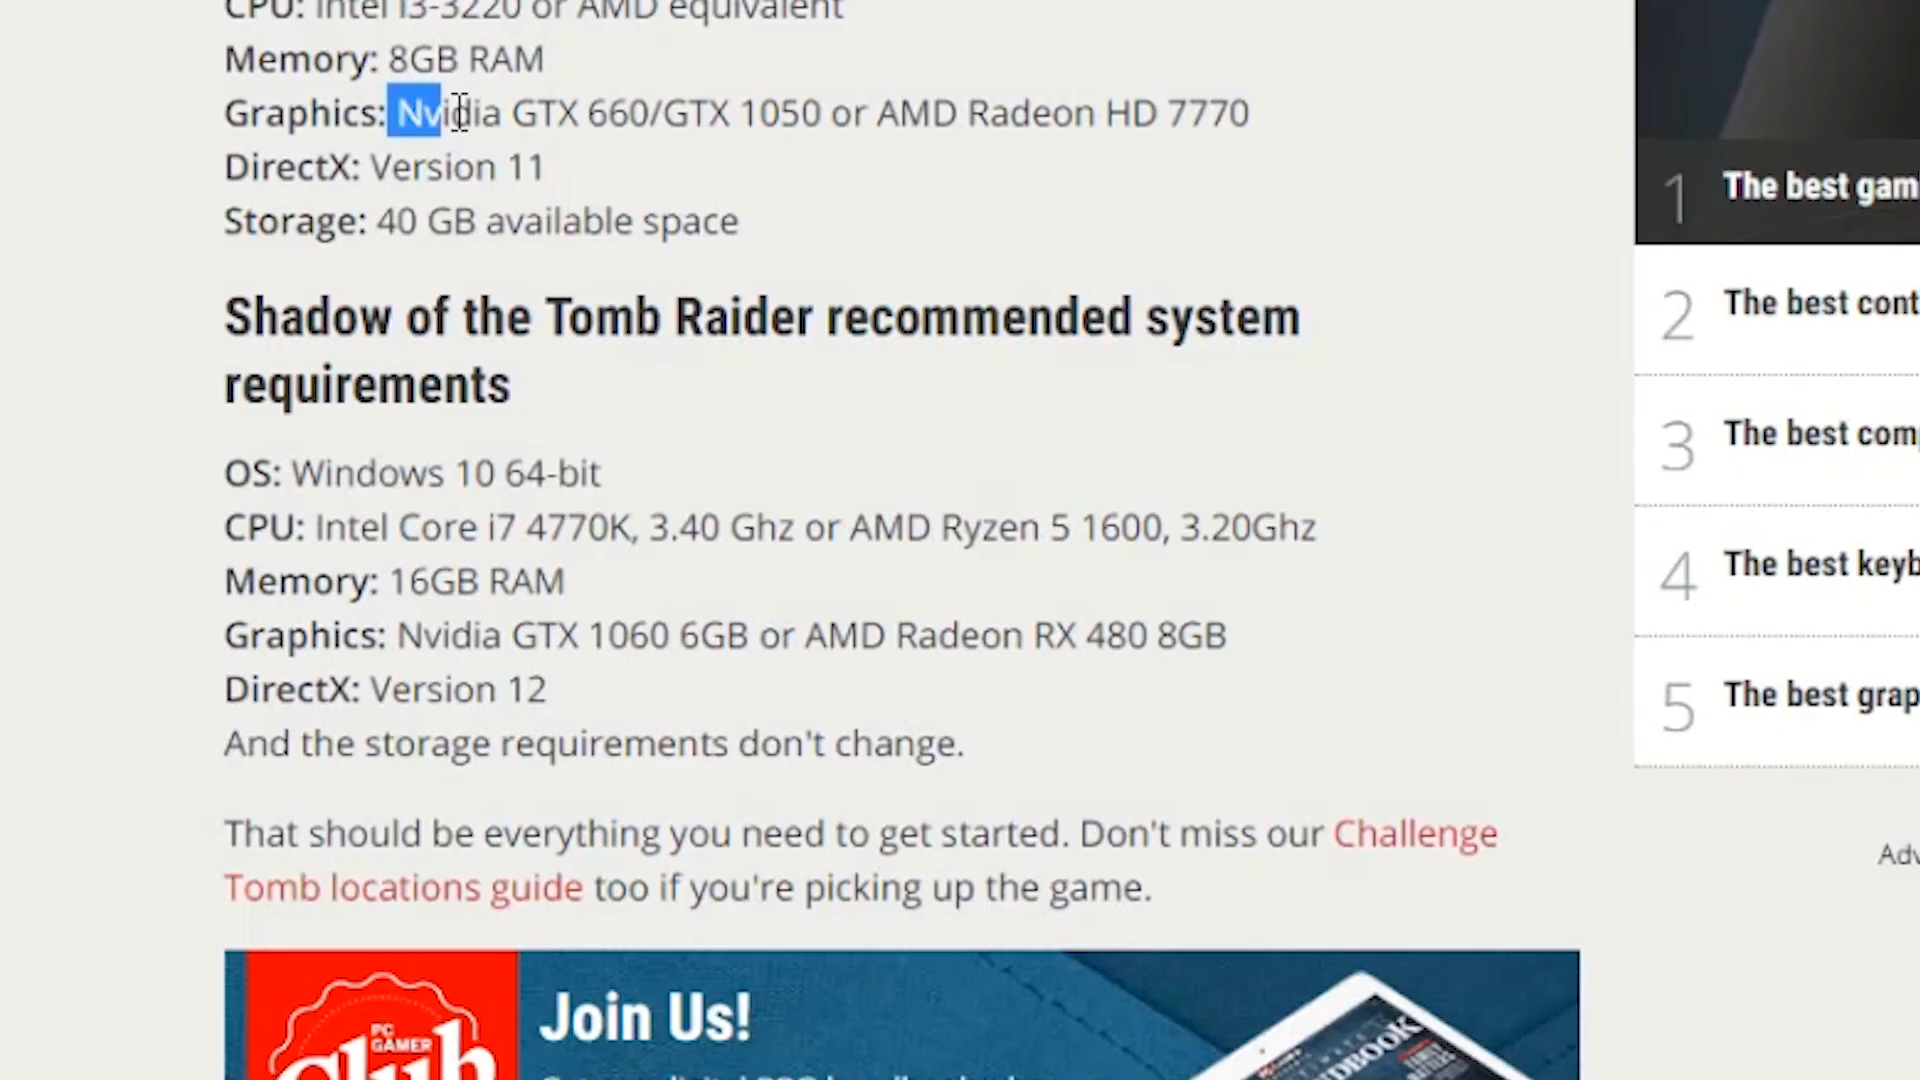 CPU: Intel i3-3220 or AMD equivalent
Memory: 8GB RAM
Graphics: Nvidia GTX 660/GTX 1050 or AMD Radeon HD 7770
DirectX: Version 11
Storage: 40 GB available space
Shadow of the Tomb Raider recommended system
requirements
OS: Windows 10 64-bit
CPU: Intel Core i7 4770K, 3.40 Ghz or AMD Ryzen 5 1600, 3.20Ghz
Memory: 16GB RAM
Graphics: Nvidia GTX 1060 6GB or AMD Radeon RX 480 8GB
DirectX: Version 12
And the storage requirements don't change.
That should be everything you need to get started. Don't miss our Challenge
Tomb locations guide too if you're picking up the game.
PC
GAMER
Club
Join Us!
1 The best gam
2 The best cont
3 The best com
4 The best keyb
5 The best grap
Adv